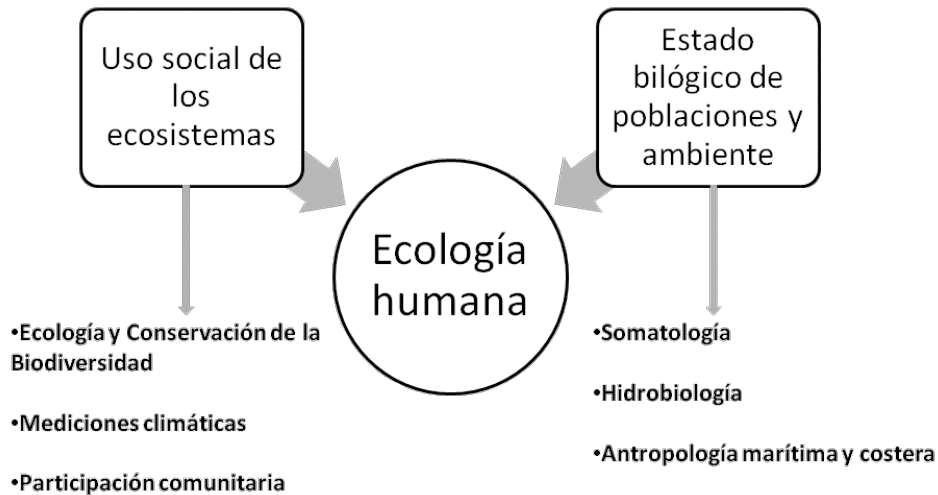 Uso social de
los
ecosistemas
Estado
bilógico de
poblaciones y
ambiente
Ecología
humana
•Ecología y Conservación de la
Biodiversidad
•Mediciones climáticas
•Participación comunitaria
•Somatología
•Hidrobiología
•Antropología marítima y costera